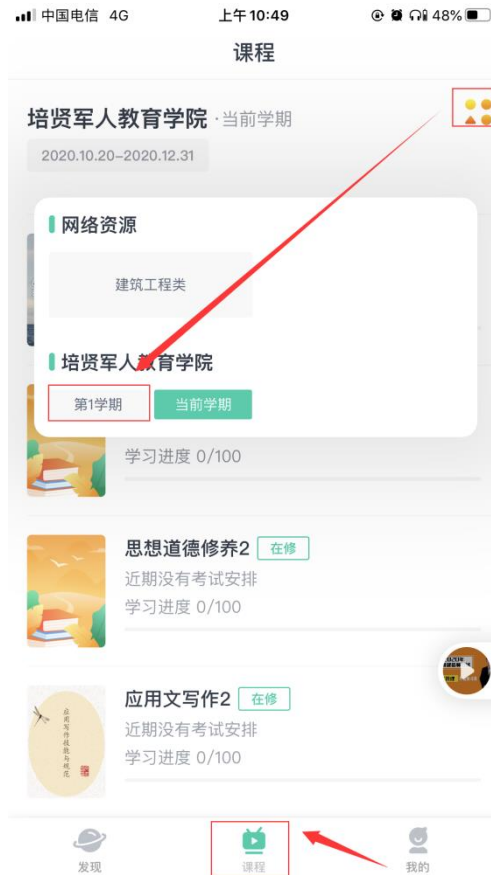 中国电信 4G 上午10:49 48%
课程
培贤军人教育学院 ·当前学期
2020.10.20–2020.12.31
网络资源
建筑工程类
培贤军人教育学院
第1学期 当前学期
学习进度 0/100
思想道德修养2 在修
近期没有考试安排
学习进度 0/100
应用文写作2 在修
近期没有考试安排
学习进度 0/100
发现 课程 我的